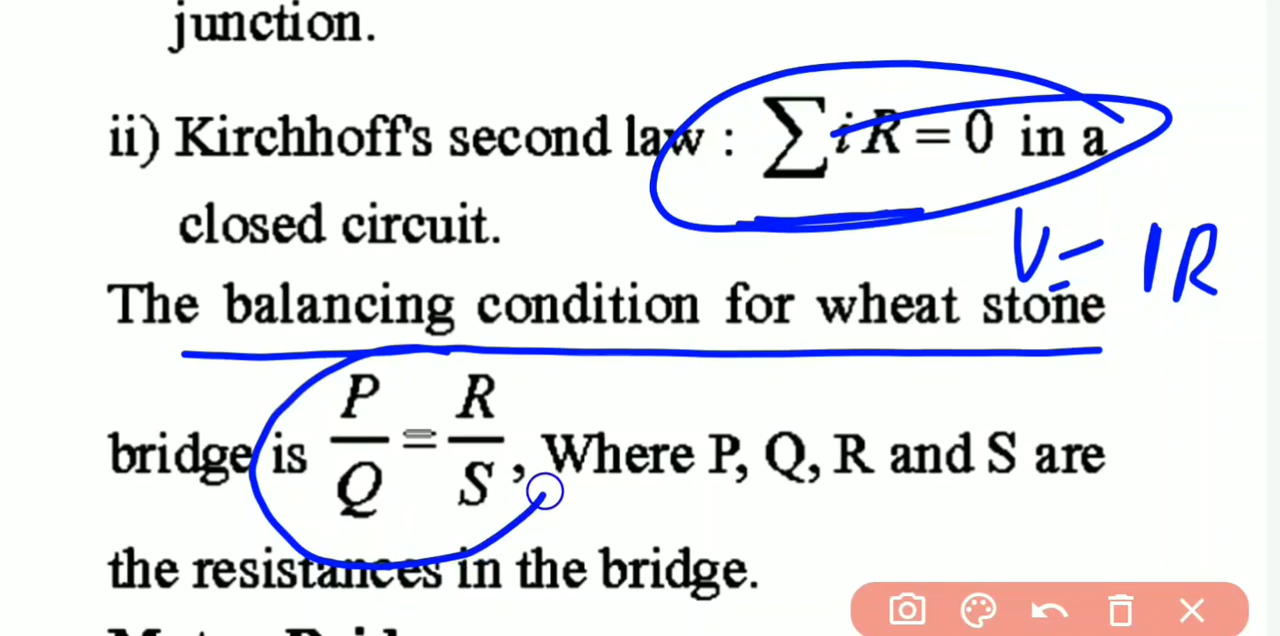 junction.
ii) Kirchhoff's second law : ∑iR = 0 in a
closed circuit.
V = IR
The balancing condition for wheat stone
bridge is P/Q = R/S, Where P, Q, R and S are
the resistances in the bridge.